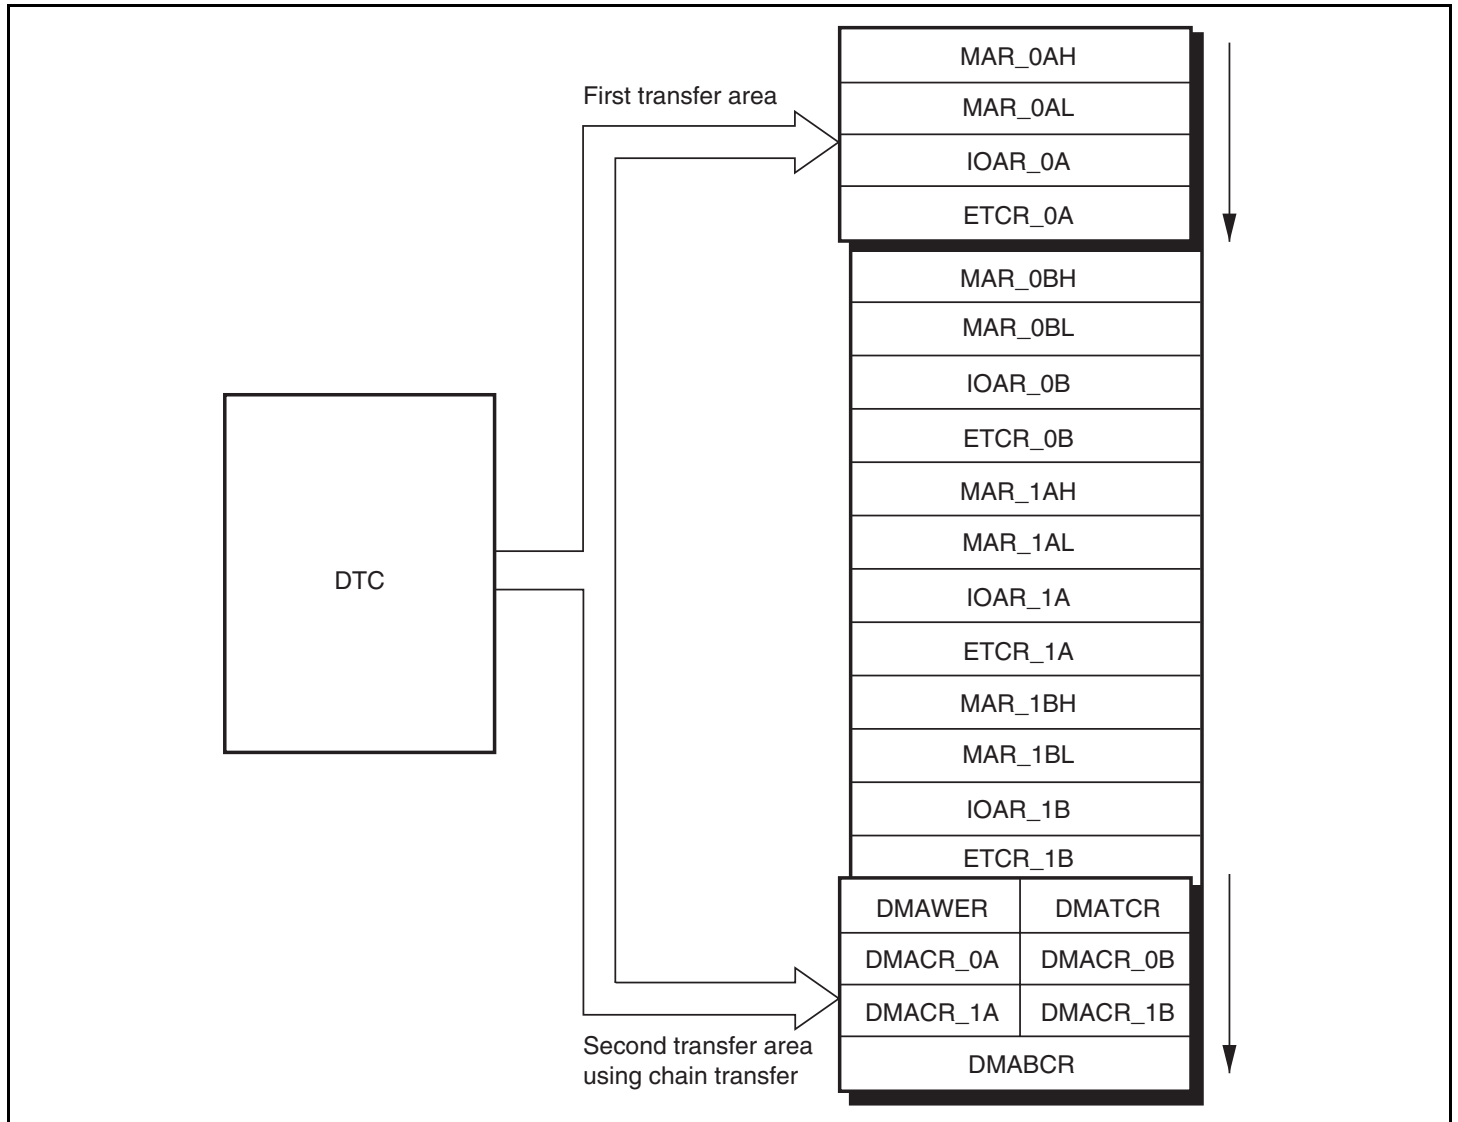 First transfer area
MAR_0AH
MAR_0AL
IOAR_0A
ETCR_0A
MAR_0BH
MAR_0BL
IOAR_0B
ETCR_0B
MAR_1AH
MAR_1AL
IOAR_1A
ETCR_1A
MAR_1BH
MAR_1BL
IOAR_1B
ETCR_1B
DTC
DMAWER DMATCR
DMACR_0A DMACR_0B
DMACR_1A DMACR_1B
DMABCR
Second transfer area
using chain transfer